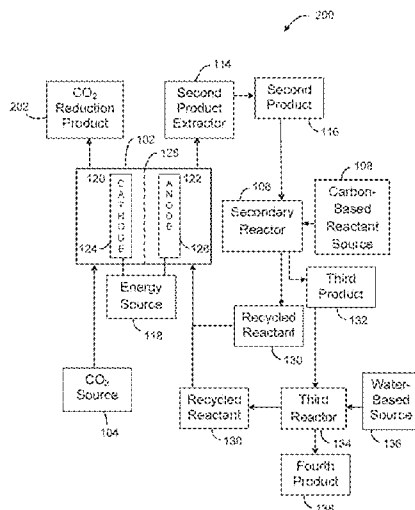 200
CO2
Reduction
Product
202
114
Second
Product
Extractor
Second
Product
116
102
128
120
122
CATHODE
ANODE
124
126
106
Secondary
Reactor
108
Carbon-
Based
Reactant
Source
Energy
Source
118
Third
Product
132
Recycled
Reactant
130
CO2
Source
104
Recycled
Reactant
Third
Reactor
134
Water-
Based
Source
136
Fourth
Product